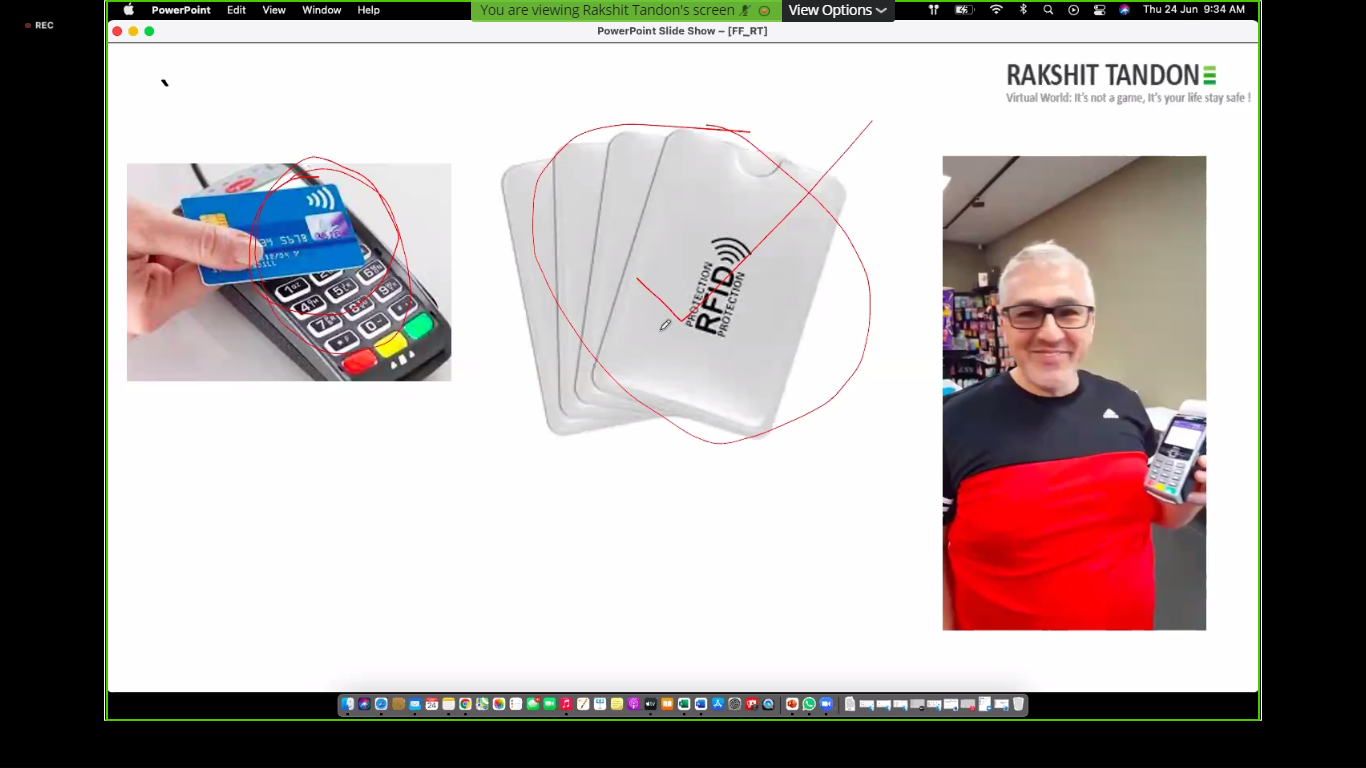 REC
PowerPoint Edit View Window Help
You are viewing Rakshit Tandon's screen
View Options
Thu 24 Jun 9:34 AM
PowerPoint Slide Show – [FF_RT]
RAKSHIT TANDON
Virtual World: It's not a game, It's your life stay safe !
5678
PROTECTION
RFID
PROTECTION